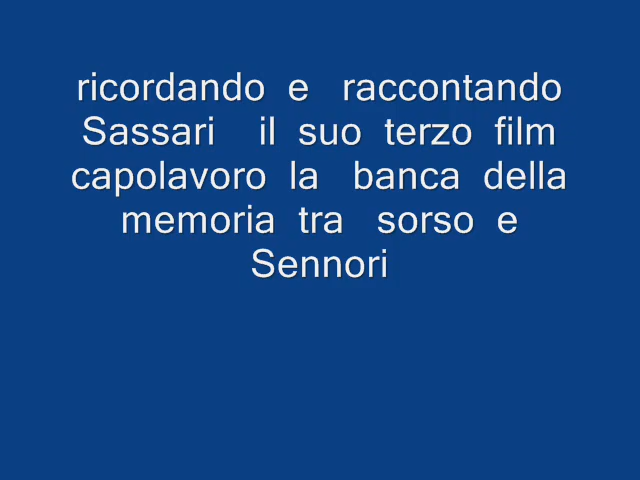 ricordando e raccontando
Sassari il suo terzo film
capolavoro la banca della
memoria tra sorso e
Sennori